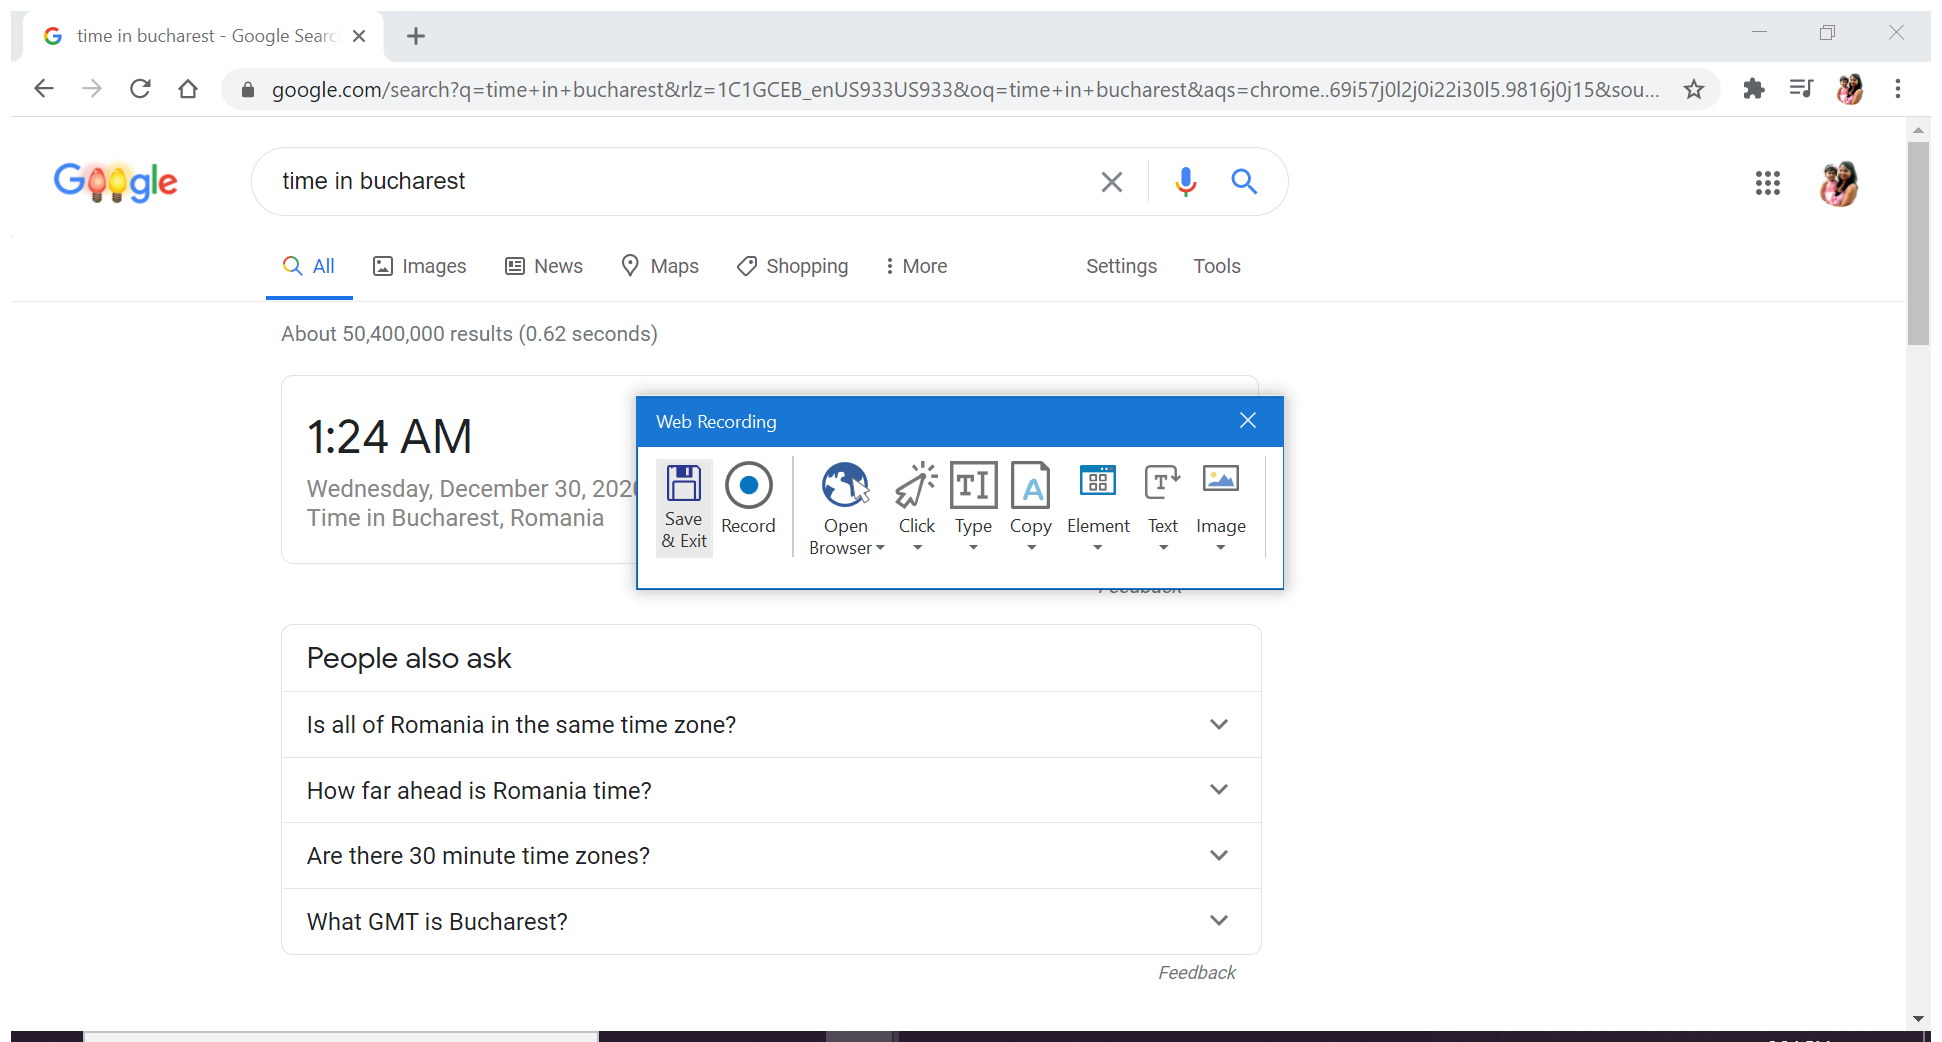 time in bucharest - Google Searc
google.com/search?q=time+in+bucharest&rlz=1C1GCEB_enUS933US933&oq=time+in+bucharest&aqs=chrome..69i57j0l2j0i22i30l5.9816j0j15&sou...
Google
time in bucharest
All Images News Maps Shopping More Settings Tools
About 50,400,000 results (0.62 seconds)
1:24 AM
Wednesday, December 30, 2020
Time in Bucharest, Romania
Web Recording
Save & Exit
Record
Open Browser
Click
Type
Copy
Element
Text
Image
Feedback
People also ask
Is all of Romania in the same time zone?
How far ahead is Romania time?
Are there 30 minute time zones?
What GMT is Bucharest?
Feedback